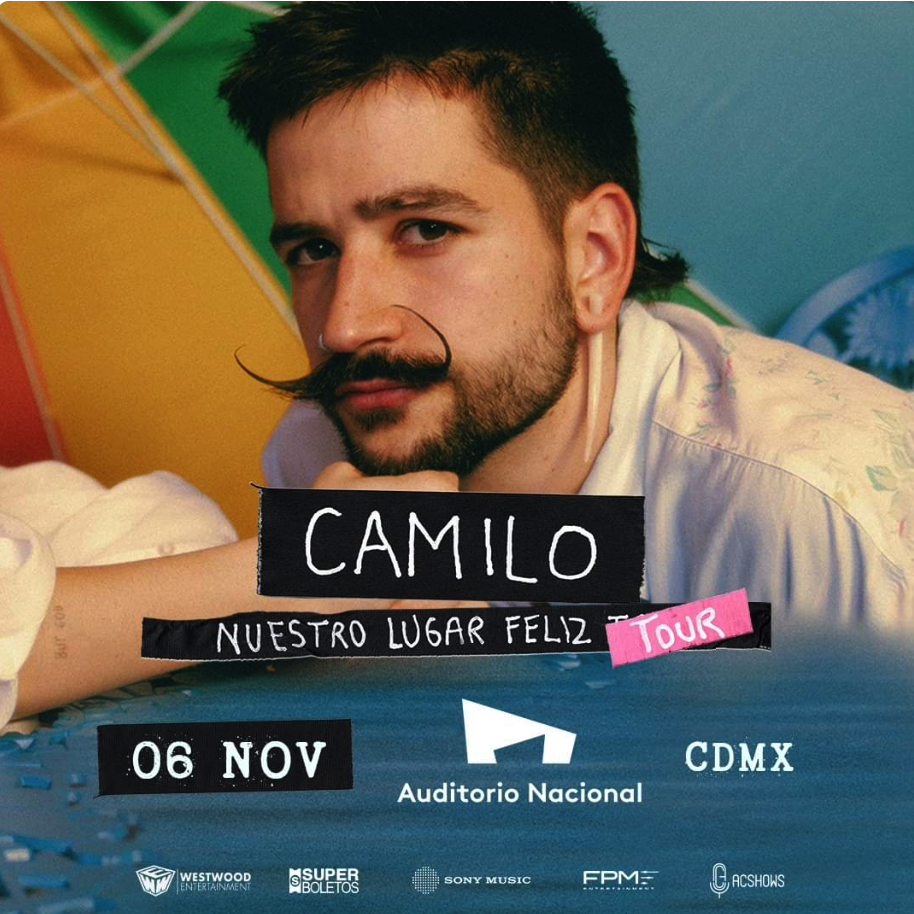 CAMILO
NUESTRO LUGAR FELIZ TOUR
06 NOV
Auditorio Nacional
CDMX
WESTWOOD
ENTERTAINMENT
SUPER
BOLETOS
SONY MUSIC
FPM
ENTERTAINMENT
ACSHOWS